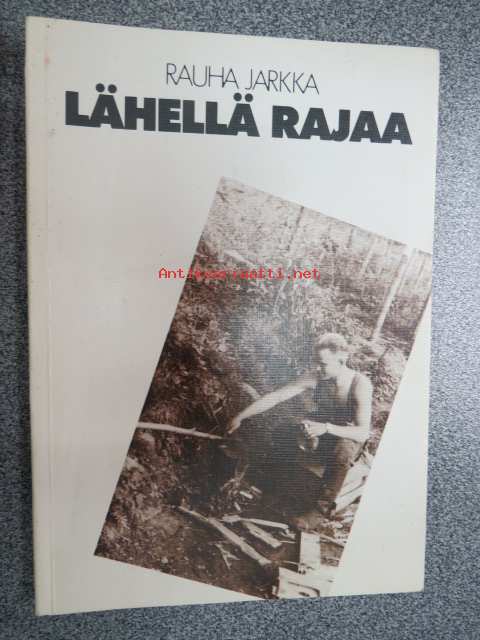 RAUHA JARKKA
LÄHELLÄ RAJAA
Antikvariaatti.net